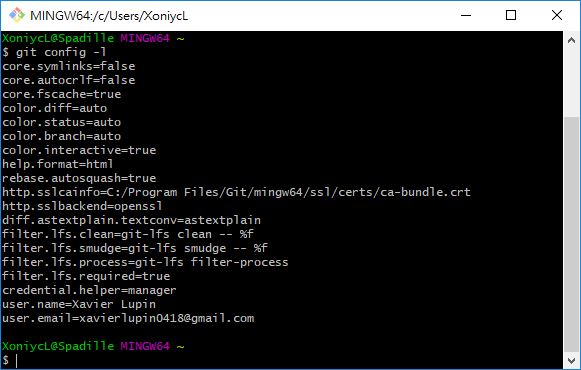 MINGW64:/c/Users/XoniycL
XoniycL@Spadille MINGW64 ~
$ git config -l
core.symlinks=false
core.autocrlf=false
core.fscache=true
color.diff=auto
color.status=auto
color.branch=auto
color.interactive=true
help.format=html
rebase.autosquash=true
http.sslcainfo=C:/Program Files/Git/mingw64/ssl/certs/ca-bundle.crt
http.sslbackend=openssl
diff.astextplain.textconv=astextplain
filter.lfs.clean=git-lfs clean -- %f
filter.lfs.smudge=git-lfs smudge -- %f
filter.lfs.process=git-lfs filter-process
filter.lfs.required=true
credential.helper=manager
user.name=Xavier Lupin
user.email=xavierlupin0418@gmail.com
XoniycL@Spadille MINGW64 ~
$